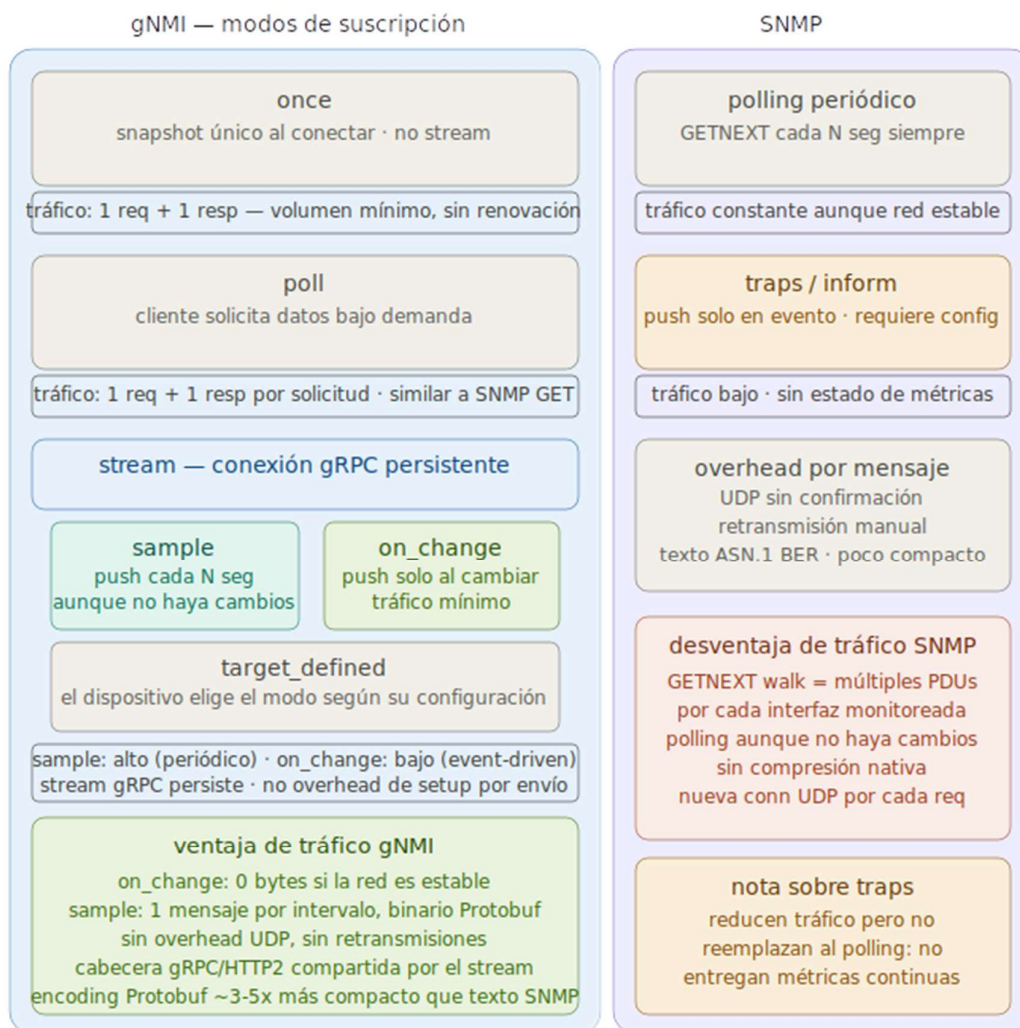 gNMI — modos de suscripción
once
snapshot único al conectar · no stream
tráfico: 1 req + 1 resp — volumen mínimo, sin renovación
poll
cliente solicita datos bajo demanda
tráfico: 1 req + 1 resp por solicitud · similar a SNMP GET
stream — conexión gRPC persistente
sample
push cada N seg
aunque no haya cambios
on_change
push solo al cambiar
tráfico mínimo
target_defined
el dispositivo elige el modo según su configuración
sample: alto (periódico) · on_change: bajo (event-driven)
stream gRPC persiste · no overhead de setup por envío
ventaja de tráfico gNMI
on_change: 0 bytes si la red es estable
sample: 1 mensaje por intervalo, binario Protobuf
sin overhead UDP, sin retransmisiones
cabecera gRPC/HTTP2 compartida por el stream
encoding Protobuf ~3-5x más compacto que texto SNMP
SNMP
polling periódico
GETNEXT cada N seg siempre
tráfico constante aunque red estable
traps / inform
push solo en evento · requiere config
tráfico bajo · sin estado de métricas
overhead por mensaje
UDP sin confirmación
retransmisión manual
texto ASN.1 BER · poco compacto
desventaja de tráfico SNMP
GETNEXT walk = múltiples PDUs
por cada interfaz monitoreada
polling aunque no haya cambios
sin compresión nativa
nueva conn UDP por cada req
nota sobre traps
reducen tráfico pero no
reemplazan al polling: no
entregan métricas continuas